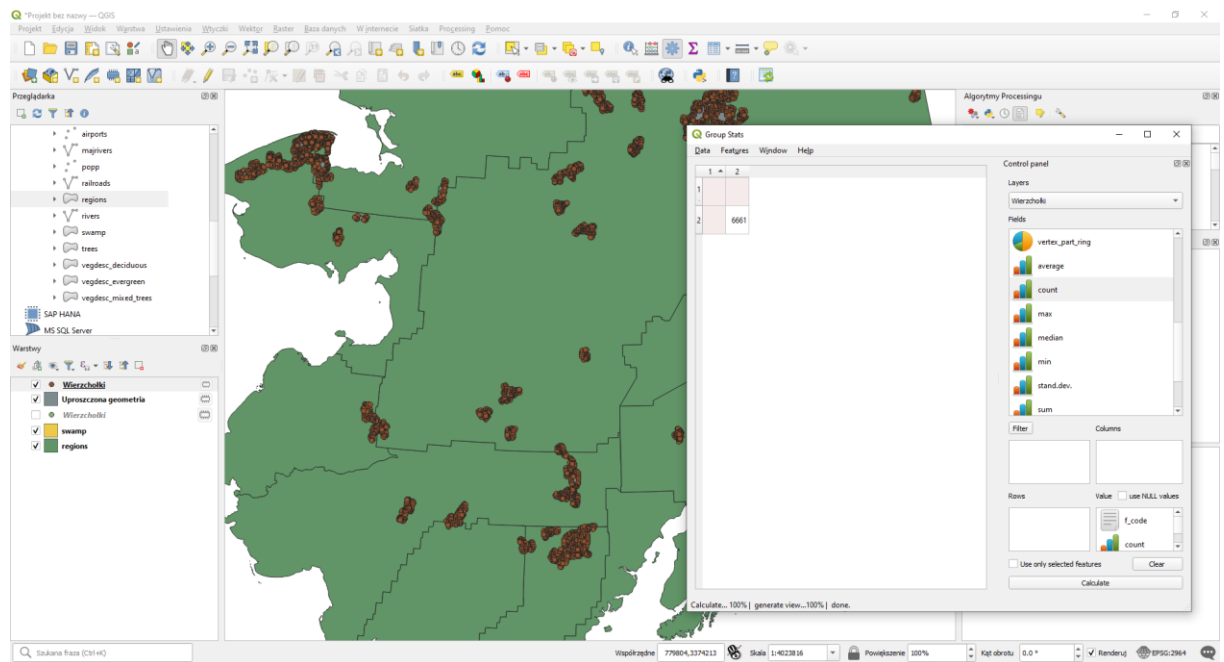 *Projekt bez nazwy — QGIS
Projekt Edycja Widok Warstwa Ustawienia Wtyczki Wektor Raster Baza danych W internecie Siatka Processing Pomoc
Przeglądarka
airports
majrivers
popp
railroads
regions
rivers
swamp
trees
vegdesc_deciduous
vegdesc_evergreen
vegdesc_mixed_trees
SAP HANA
MS SQL Server
Warstwy
Wierzchołki
Uproszczona geometria
Wierzchołki
swamp
regions
Algorytmy Processingu
Group Stats
Data Features Window Help
1 2
1
2 6661
Control panel
Layers
Wierzchołki
Fields
vertex_part_ring
average
count
max
median
min
stand.dev.
sum
Filter Columns
Rows Value use NULL values
f_code
count
Use only selected features Clear
Calculate
Calculate... 100% | generate view...100% | done.
Szukana fraza (Ctrl+K) Współrzędne 779804,3374213 Skala 1:4023816 Powiększenie 100% Kąt obrotu 0.0 ° Renderuj EPSG:2964